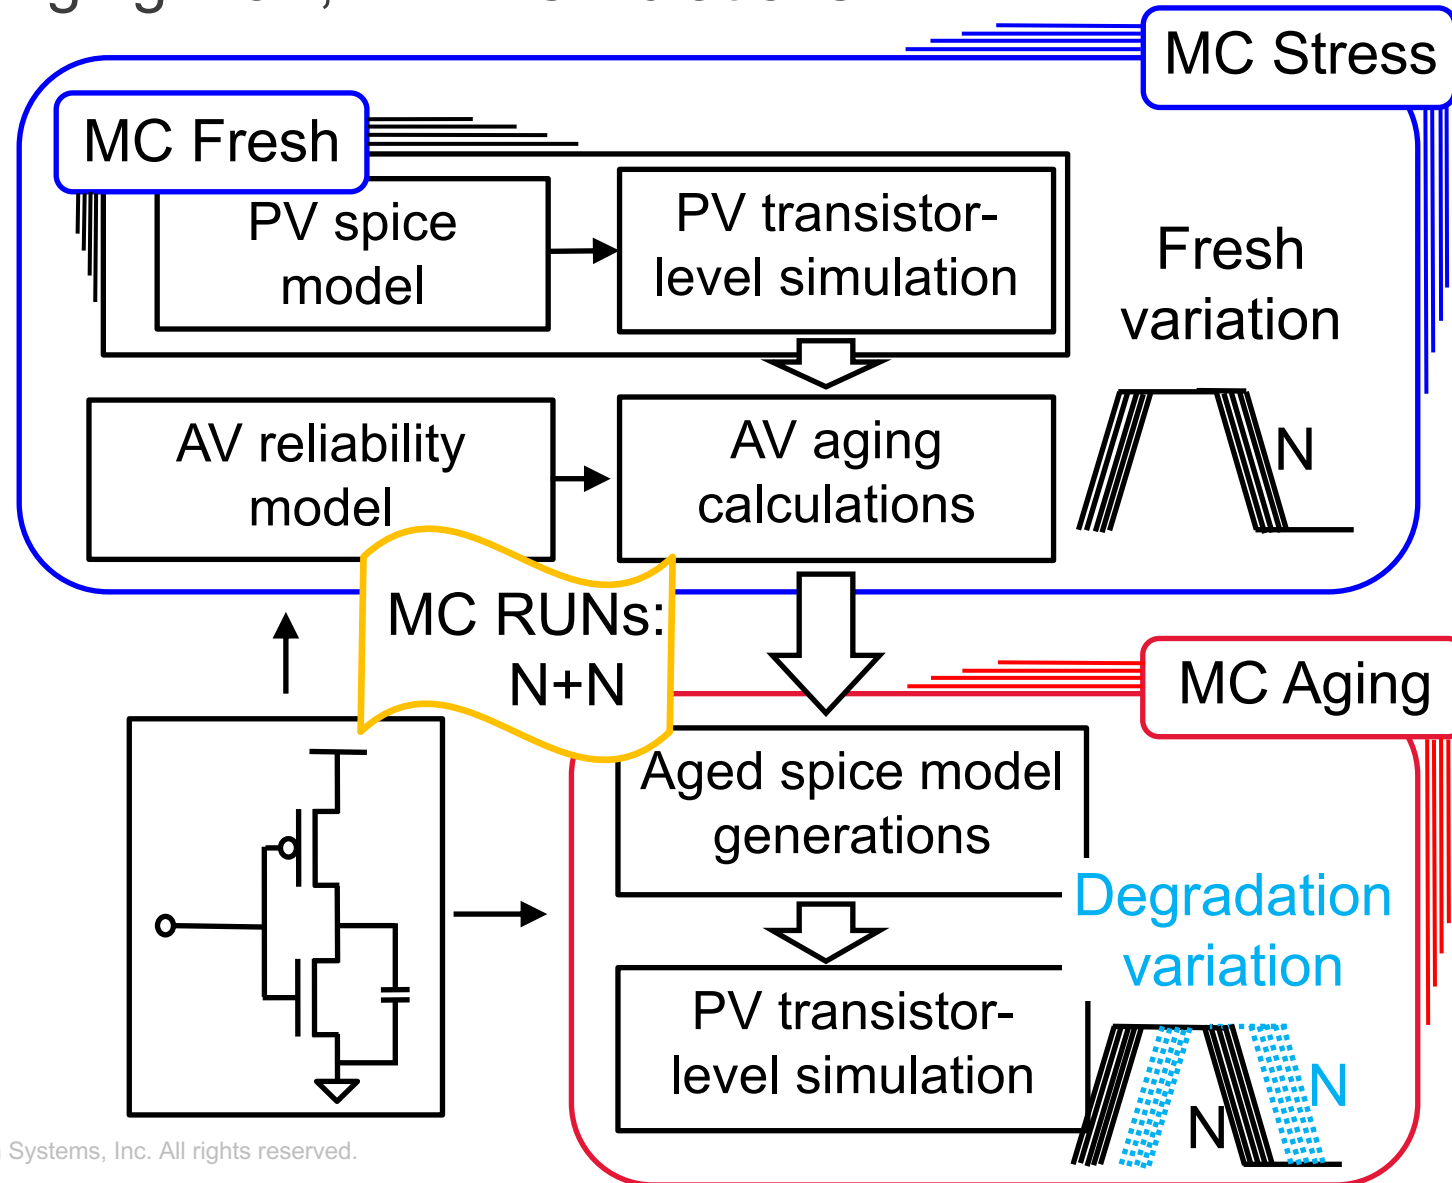 MC Stress
MC Fresh
PV spice
model
PV transistor-
level simulation
Fresh
variation
AV reliability
model
AV aging
calculations
N
MC RUNs:
N+N
MC Aging
Aged spice model
generations
Degradation
variation
PV transistor-
level simulation
N
N
Systems, Inc. All rights reserved.